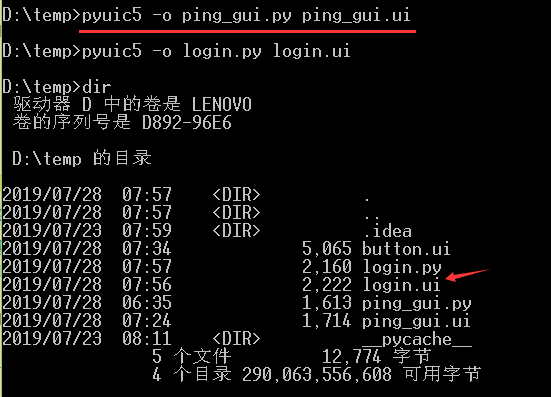 D:\temp>pyuic5 -o ping_gui.py ping_gui.ui
D:\temp>pyuic5 -o login.py login.ui
D:\temp>dir
驱动器 D 中的卷是 LENOVO
卷的序列号是 D892-96E6
D:\temp 的目录
2019/07/28  07:57    <DIR>          .
2019/07/28  07:57    <DIR>          ..
2019/07/23  07:59    <DIR>          .idea
2019/07/28  07:34             5,065 button.ui
2019/07/28  07:57             2,160 login.py
2019/07/28  07:56             2,222 login.ui
2019/07/28  06:35             1,613 ping_gui.py
2019/07/28  07:24             1,714 ping_gui.ui
2019/07/23  08:11    <DIR>          __pycache__
5 个文件         12,774 字节
4 个目录 290,063,556,608 可用字节